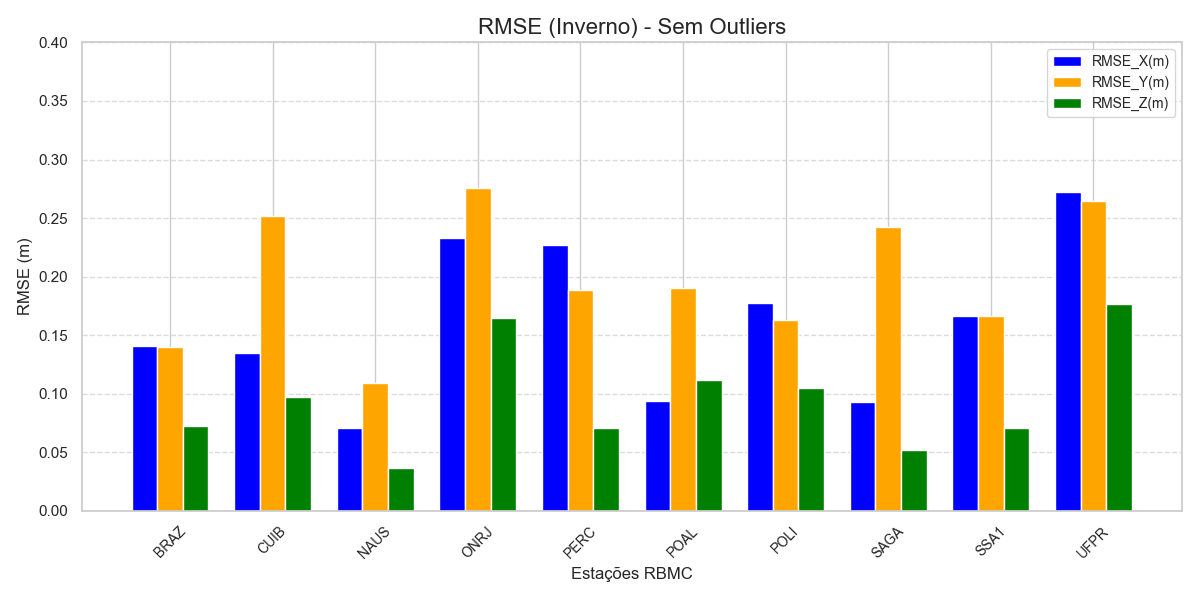 RMSE (Inverno) - Sem Outliers
RMSE_X(m)
RMSE_Y(m)
RMSE_Z(m)
RMSE (m)
0.40
0.35
0.30
0.25
0.20
0.15
0.10
0.05
0.00
BRAZ
CUIB
NAUS
ONRJ
PERC
POAL
POLI
SAGA
SSA1
UFPR
Estações RBMC